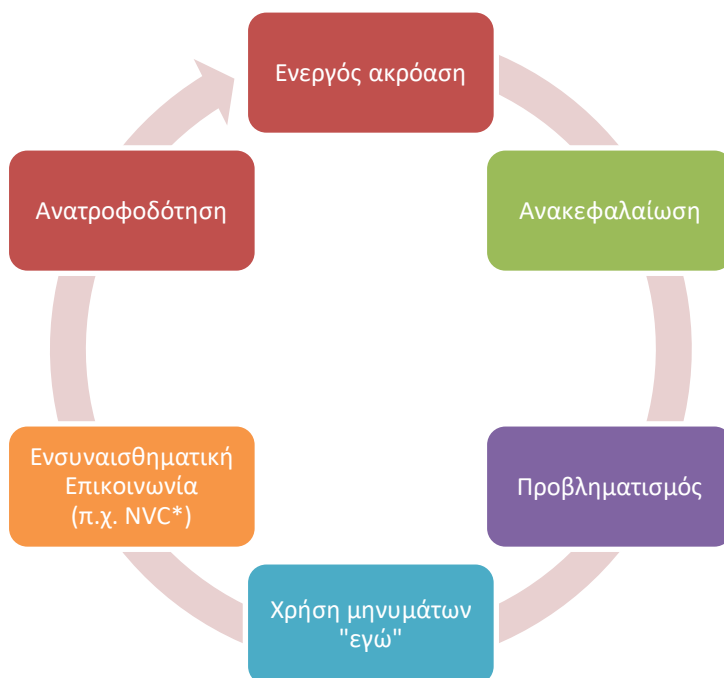 Ενεργός ακρόαση
Ανακεφαλαίωση
Προβληματισμός
Χρήση μηνυμάτων
"εγώ"
Ενσυναισθηματική
Επικοινωνία
(π.χ. NVC*)
Ανατροφοδότηση